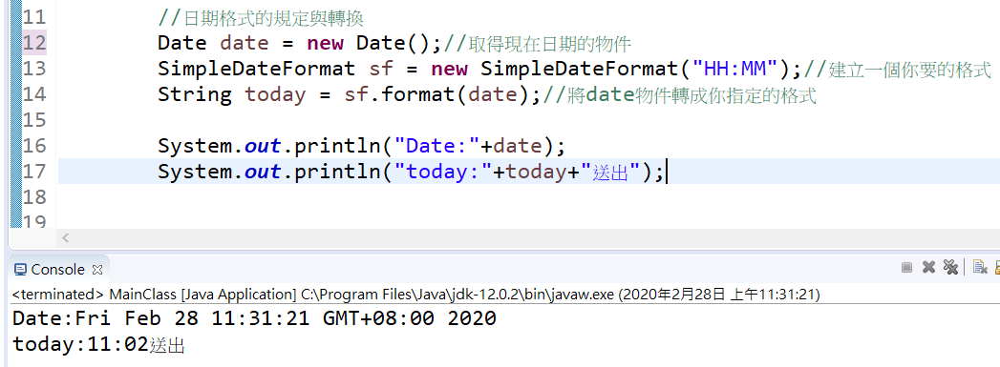 11 //日期格式的規定與轉換
12 Date date = new Date();//取得現在日期的物件
13 SimpleDateFormat sf = new SimpleDateFormat("HH:MM");//建立一個你要的格式
14 String today = sf.format(date);//將date物件轉成你指定的格式
15
16 System.out.println("Date:"+date);
17 System.out.println("today:"+today+"送出");
18
19
Console
<terminated> MainClass [Java Application] C:\Program Files\Java\jdk-12.0.2\bin\javaw.exe (2020年2月28日 上午11:31:21)
Date:Fri Feb 28 11:31:21 GMT+08:00 2020
today:11:02送出